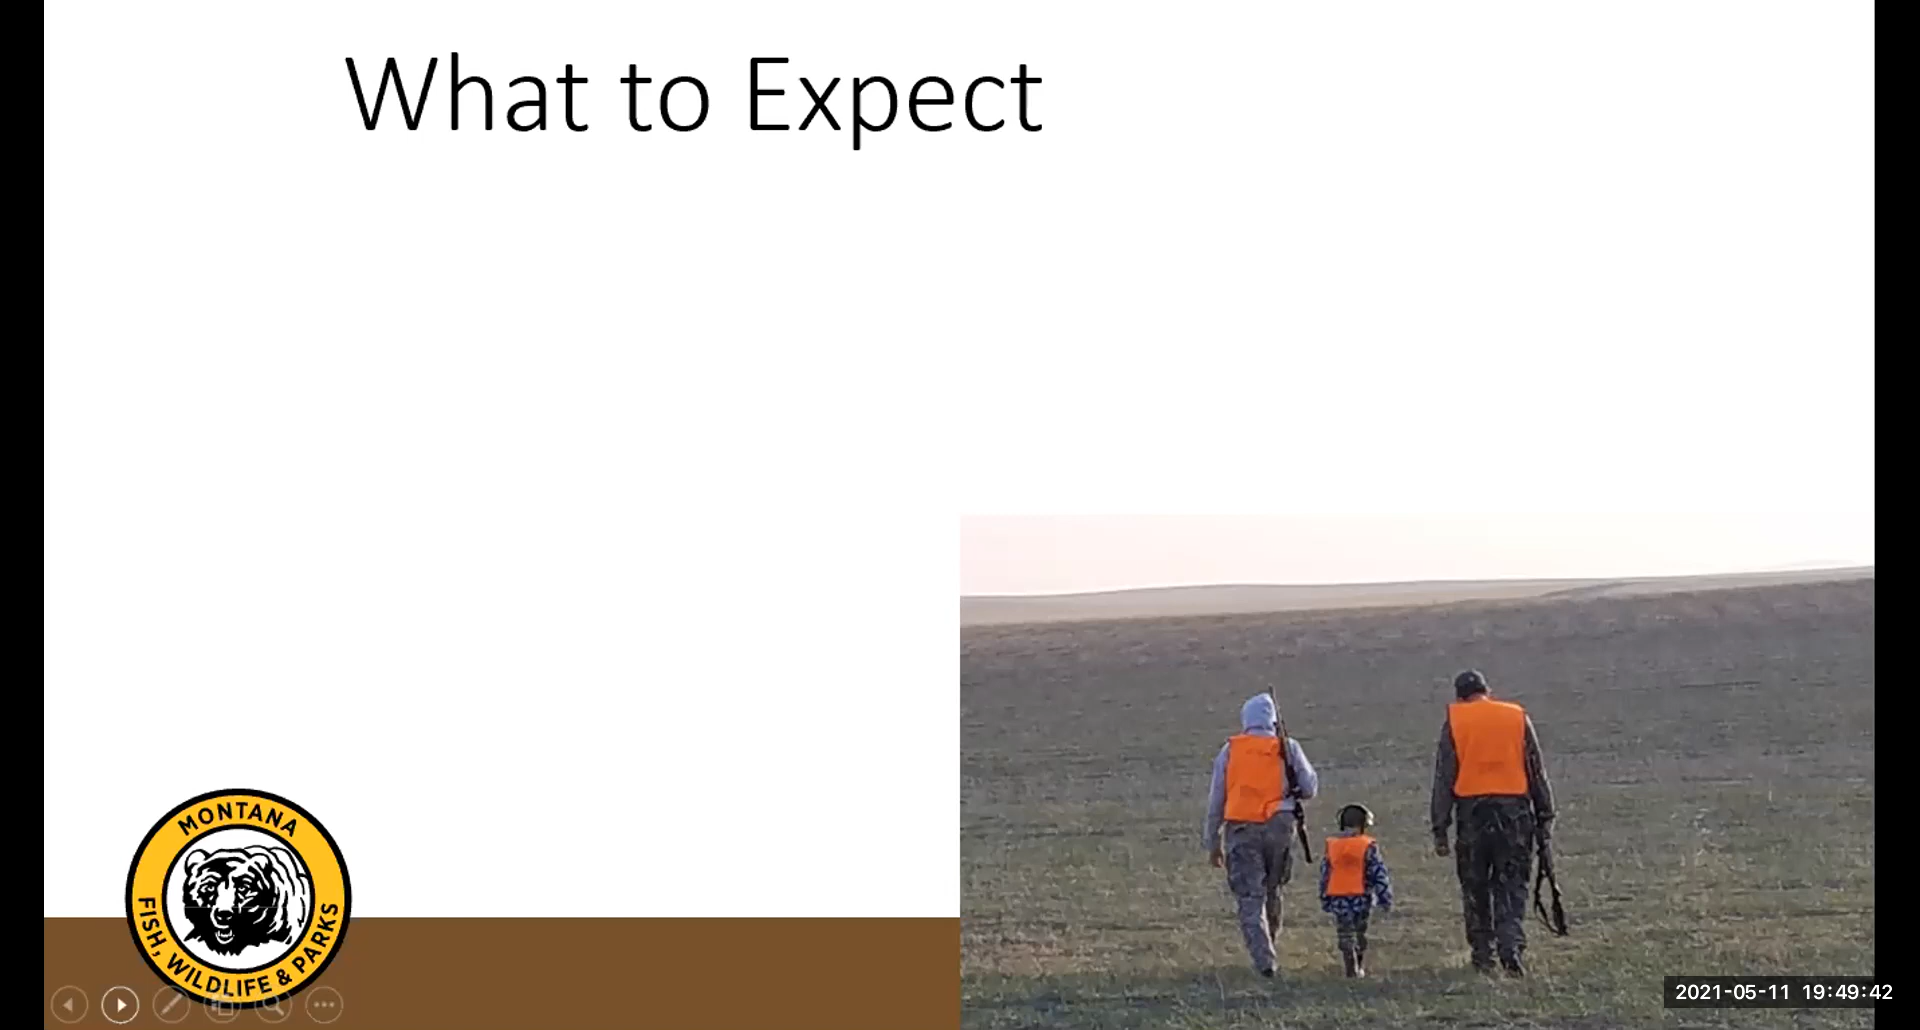 What to Expect
MONTANA
FISH, WILDLIFE & PARKS
2021-05-11 19:49:42